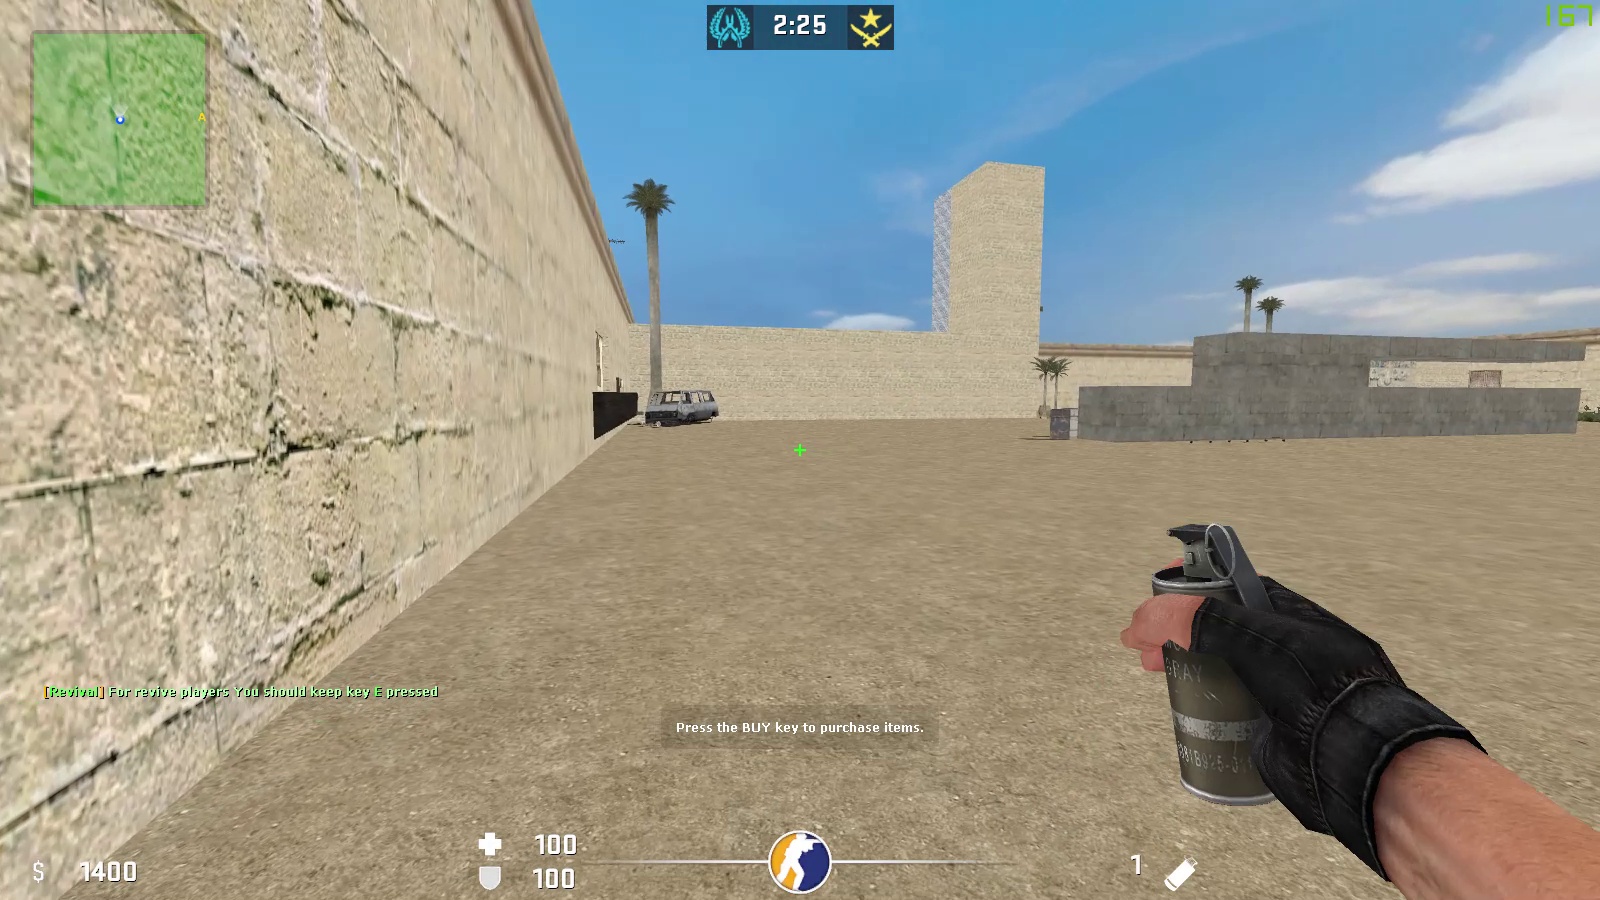 2:25
167
A
[Revival] For revive players You should keep key E pressed
Press the BUY key to purchase items.
$ 1400
100
100
1